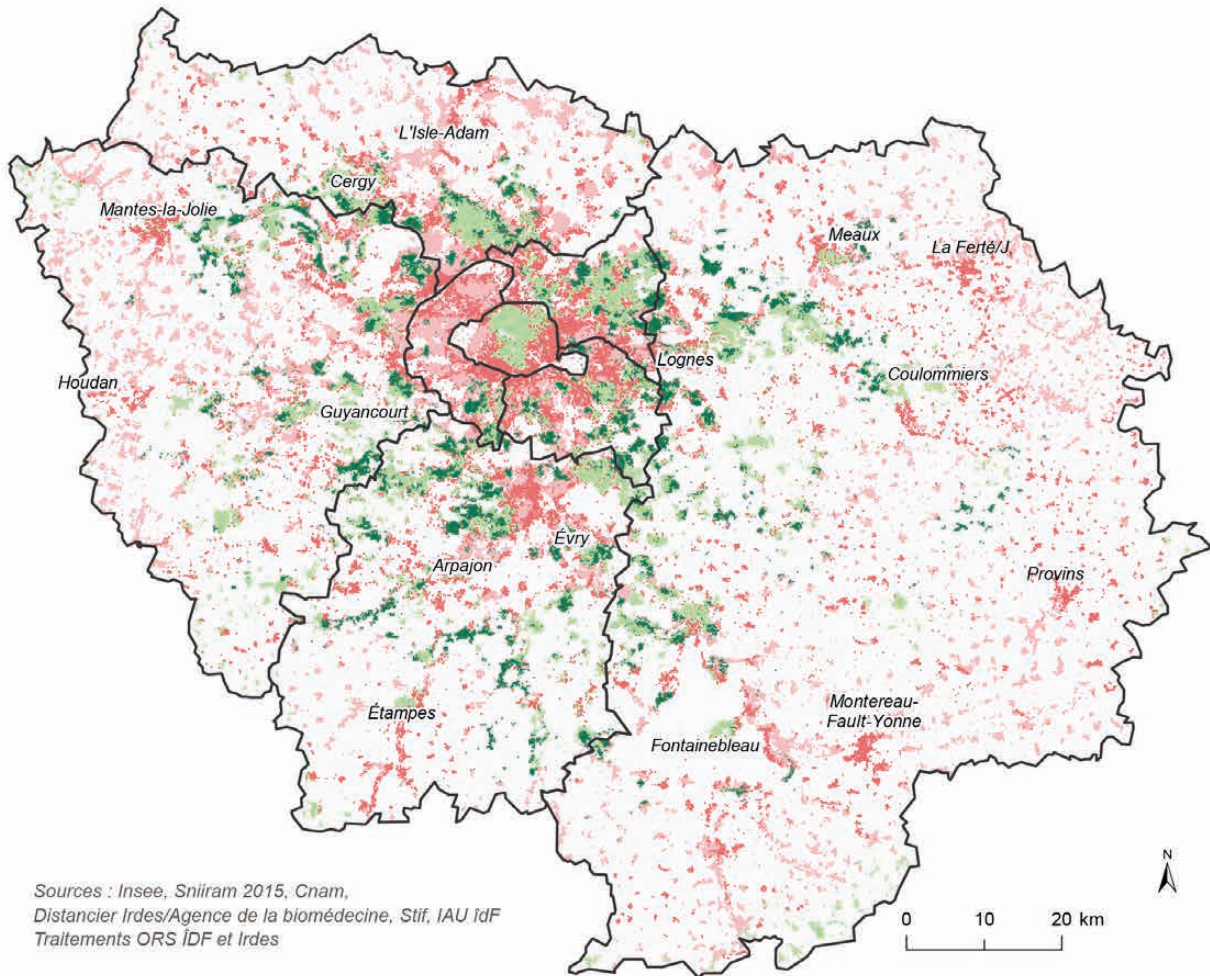 L'Isle-Adam
Cergy
Mantes-la-Jolie
Meaux
La Ferté/J.
Lognes
Houdan
Coulommiers
Guyancourt
Évry
Arpajon
Provins
Étampes
Montereau-
Fault-Yonne
Fontainebleau
N
Sources : Insee, Sniiram 2015, Cnam,
Distancier Irdes/Agence de la biomédecine, Stif, IAU îdF
Traitements ORS ÎDF et Irdes
0 10 20 km